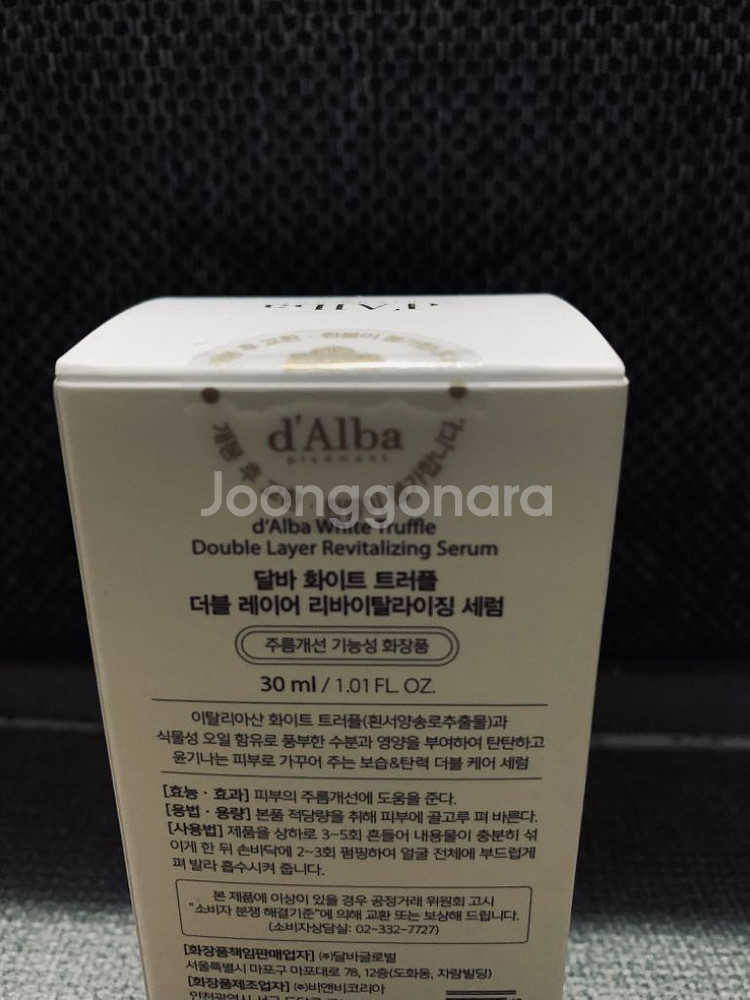 d'Alba
d'Alba
piedmont
개봉 후 교환
Joonggonara
d'Alba White Truffle
Double Layer Revitalizing Serum
달바 화이트 트러플
더블 레이어 리바이탈라이징 세럼
주름개선 기능성 화장품
30 ml / 1.01 FL. OZ.
이탈리아산 화이트 트러플(흰서양송로추출물)과
식물성 오일 함유로 풍부한 수분과 영양을 부여하여 탄탄하고
윤기나는 피부로 가꾸어 주는 보습&탄력 더블 케어 세럼
[효능 · 효과] 피부의 주름개선에 도움을 준다.
[용법 · 용량] 본품 적당량을 취해 피부에 골고루 펴 바른다.
[사용법] 제품을 상하로 3~5회 흔들어 내용물이 충분히 섞
이게 한 뒤 손바닥에 2~3회 펌핑하여 얼굴 전체에 부드럽게
펴 발라 흡수시켜 줍니다.
본 제품에 이상이 있을 경우 공정거래 위원회 고시
"소비자 분쟁 해결기준"에 의해 교환 또는 보상해 드립니다.
(소비자상담실: 02-332-7727)
[화장품책임판매업자] ㈜달바글로벌
서울특별시 마포구 마포대로 78, 12층(도화동, 자람빌딩)
[화장품제조업자] ㈜비앤비코리아
인천광역시 서구